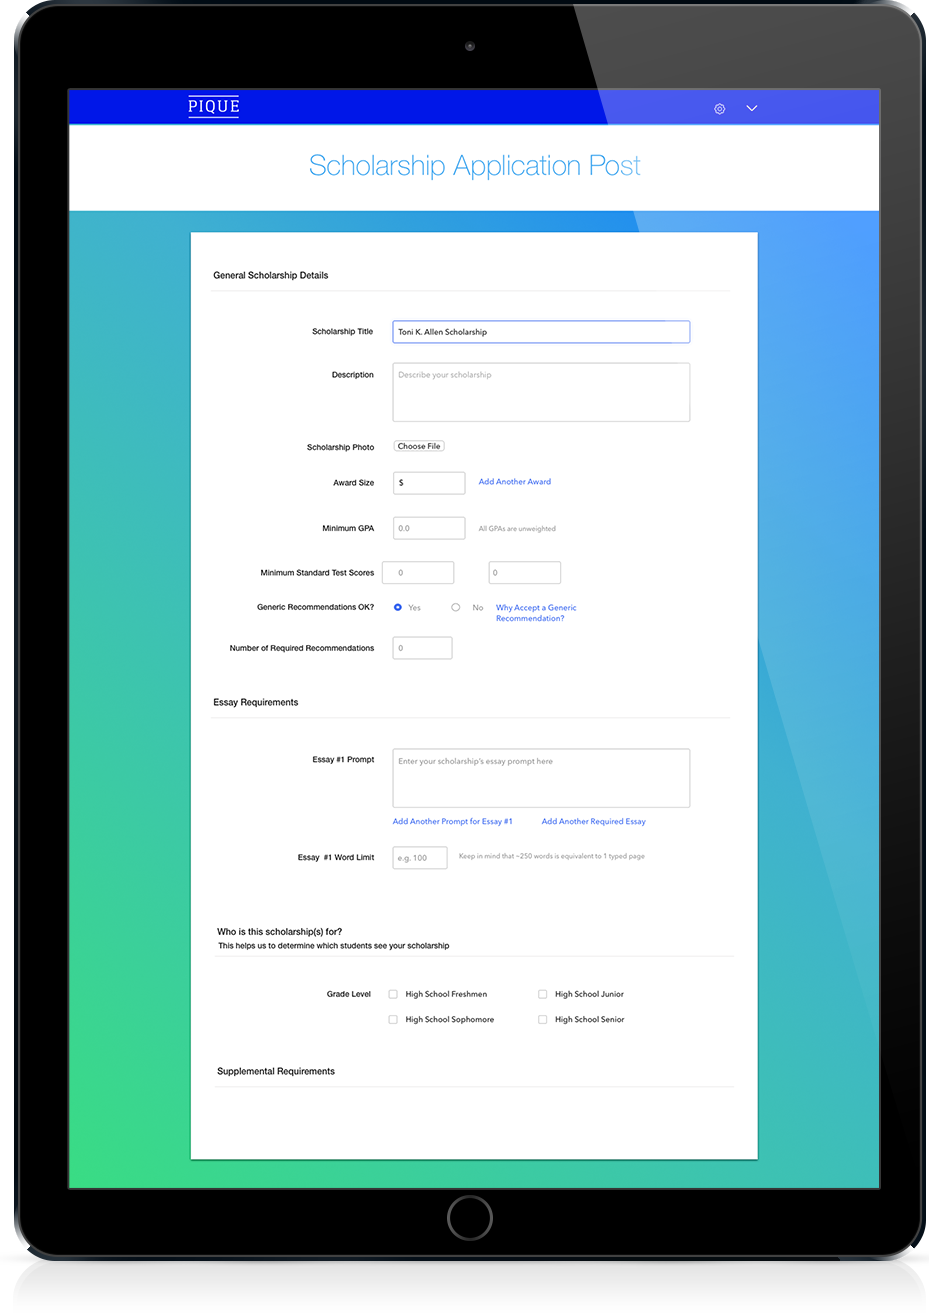 PIQUE
Scholarship Application Post
General Scholarship Details
Scholarship Title
Toni K. Allen Scholarship
Description
Describe your scholarship
Scholarship Photo
Choose File
Award Size
$
Add Another Award
Minimum GPA
0.0
All GPAs are unweighted
Minimum Standard Test Scores
0
0
Generic Recommendations OK?
Yes
No
Why Accept a Generic
Recommendation?
Number of Required Recommendations
0
Essay Requirements
Essay #1 Prompt
Enter your scholarship's essay prompt here
Add Another Prompt for Essay #1
Add Another Required Essay
Essay  #1 Word Limit
e.g. 100
Keep in mind that ~250 words is equivalent to 1 typed page
Who is this scholarship(s) for?
This helps us to determine which students see your scholarship
Grade Level
High School Freshmen
High School Junior
High School Sophomore
High School Senior
Supplemental Requirements